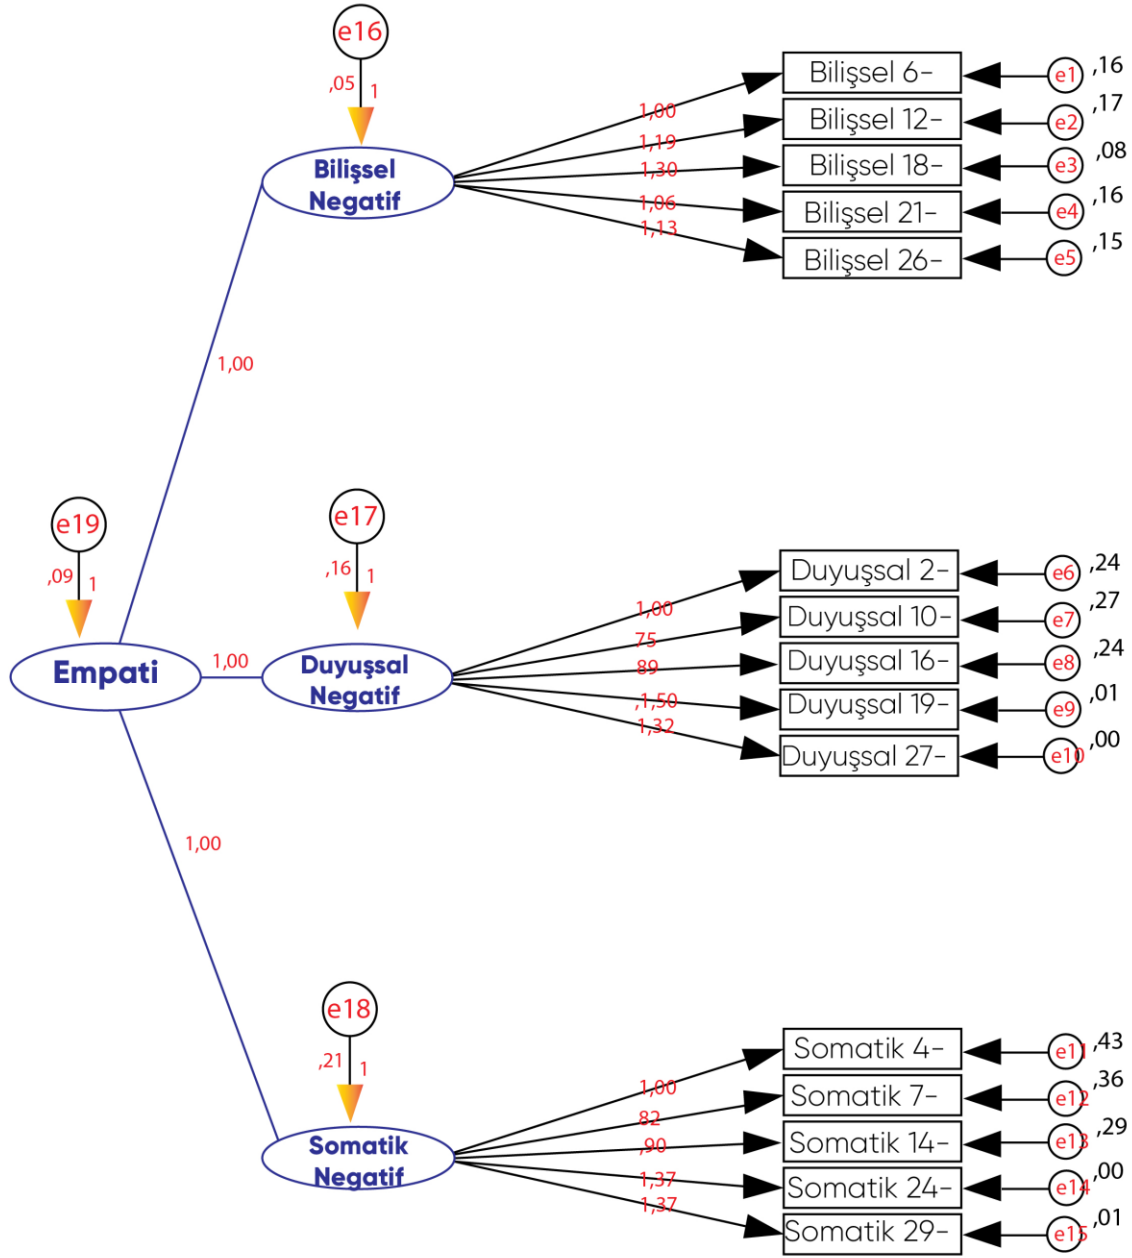 e16
,05 1
Bilişsel
Negatif
1,00
1,19
1,30
1,06
1,13
Bilişsel 6-
Bilişsel 12-
Bilişsel 18-
Bilişsel 21-
Bilişsel 26-
e1 ,16
e2 ,17
e3 ,08
e4 ,16
e5 ,15
1,00
e19
,09 1
Empati
1,00
e17
,16 1
Duyuşsal
Negatif
1,00
75
89
,1,50
1,32
Duyuşsal 2-
Duyuşsal 10-
Duyuşsal 16-
Duyuşsal 19-
Duyuşsal 27-
e6 ,24
e7 ,27
e8 ,24
e9 ,01
e10 ,00
1,00
e18
,21 1
Somatik
Negatif
1,00
82
,90
1,37
1,37
Somatik 4-
Somatik 7-
Somatik 14-
Somatik 24-
Somatik 29-
e11 ,43
e12 ,36
e13 ,29
e14 ,00
e15 ,01